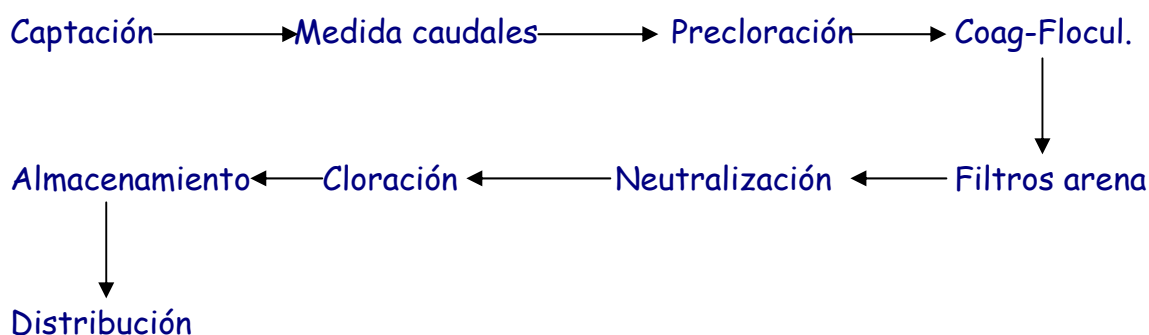 Captación Medida caudales Precloración Coag-Flocul.
Almacenamiento Cloración Neutralización Filtros arena
Distribución